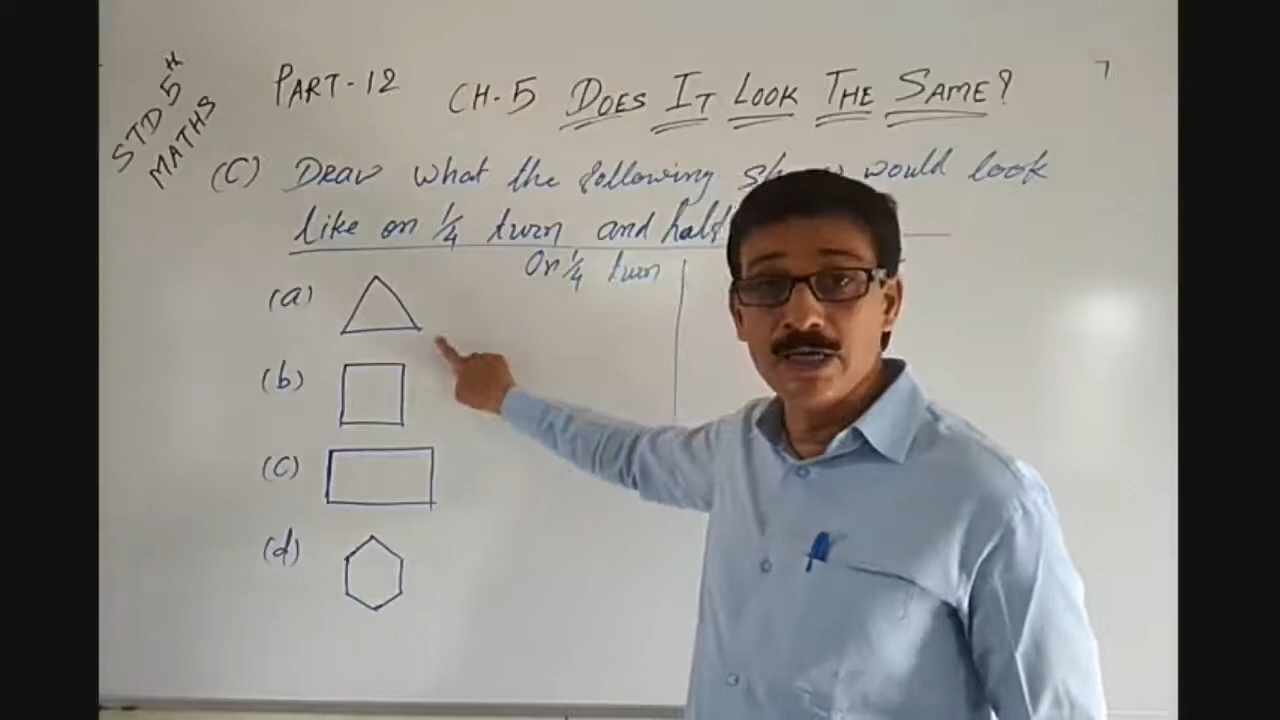 STD 5th
MATHS
PART-12 CH.5 DOES IT LOOK THE SAME?
(C) Draw what the following would look
like on 1/4 turn and half
On 1/4 turn
(a)
(b)
(c)
(d)